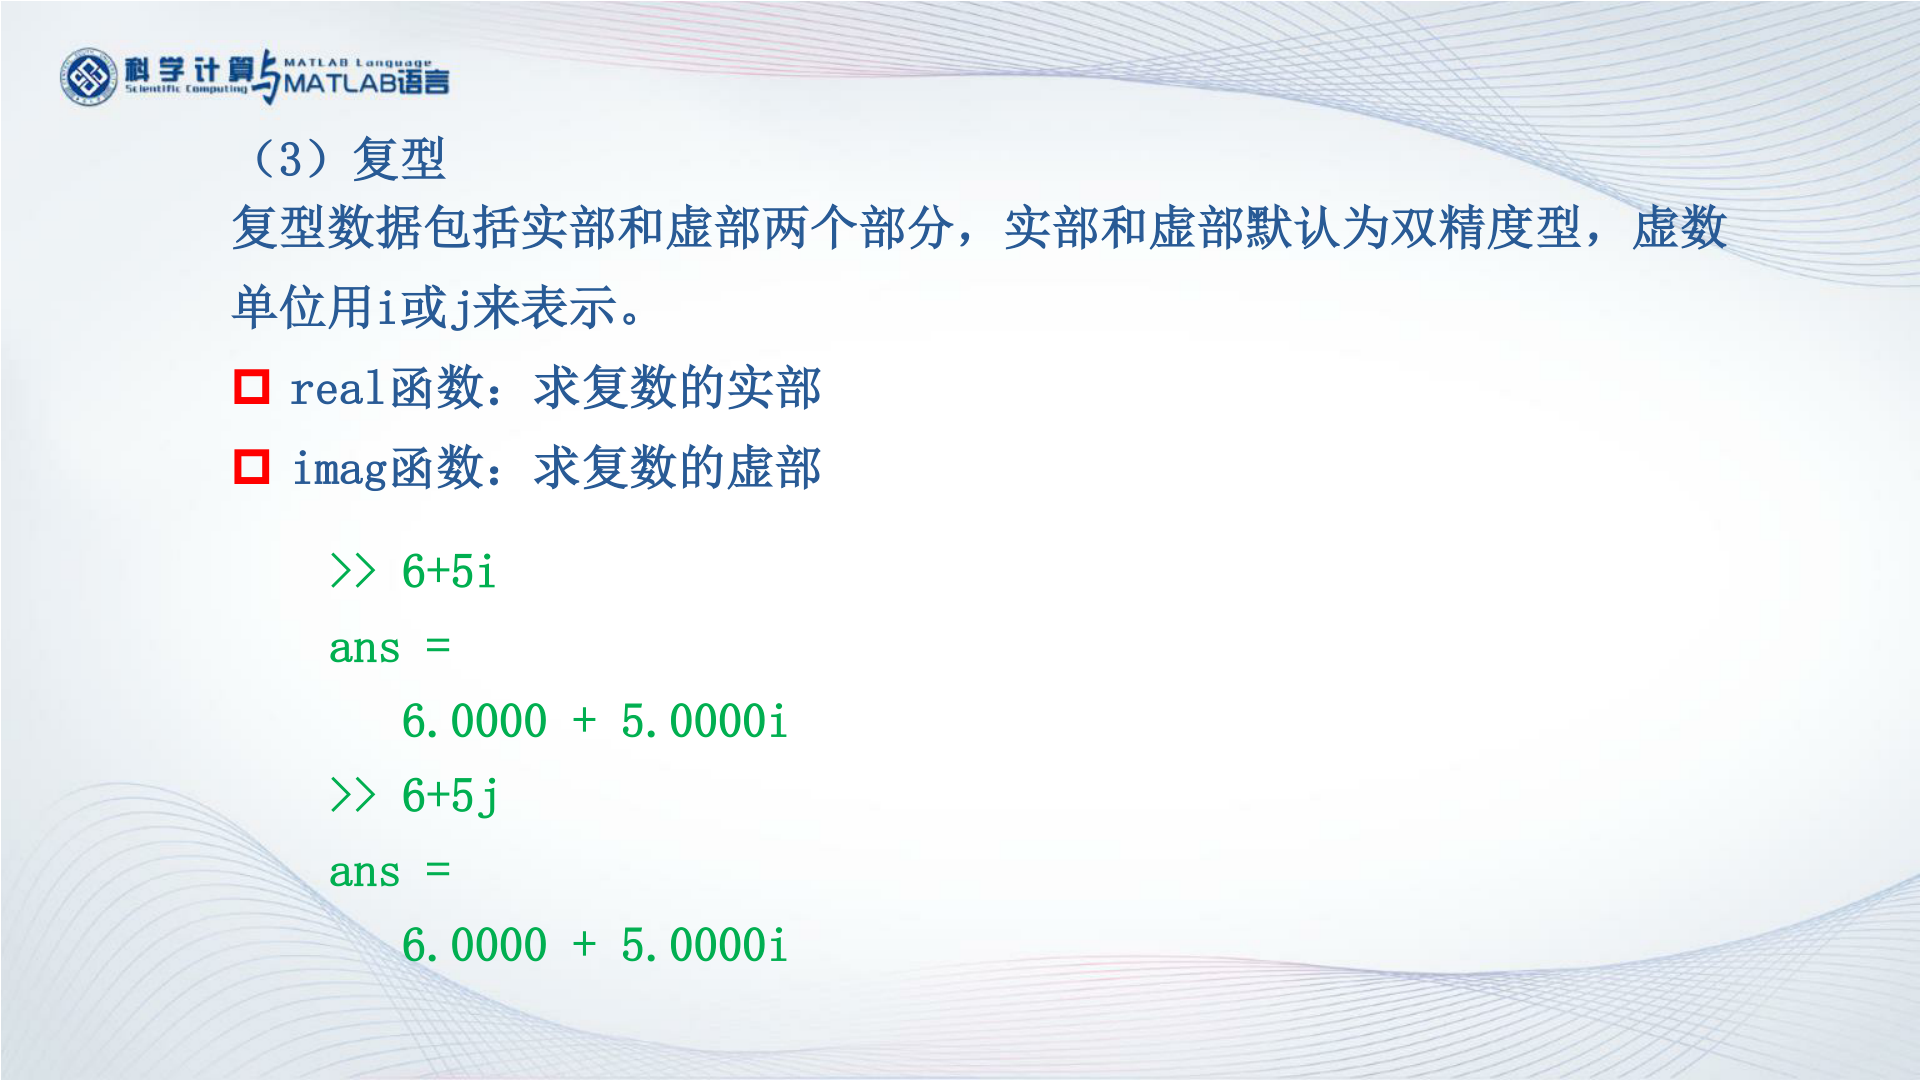 科学计算与MATLAB语言
Scientific Computing
MATLAB Language
（3）复型
复型数据包括实部和虚部两个部分，实部和虚部默认为双精度型，虚数
单位用i或j来表示。
real函数：求复数的实部
imag函数：求复数的虚部
>> 6+5i
ans =
6.0000 + 5.0000i
>> 6+5j
ans =
6.0000 + 5.0000i